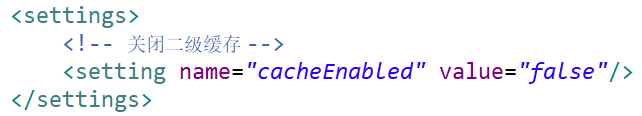 <settings>
<!-- 关闭二级缓存 -->
<setting name="cacheEnabled" value="false"/>
</settings>